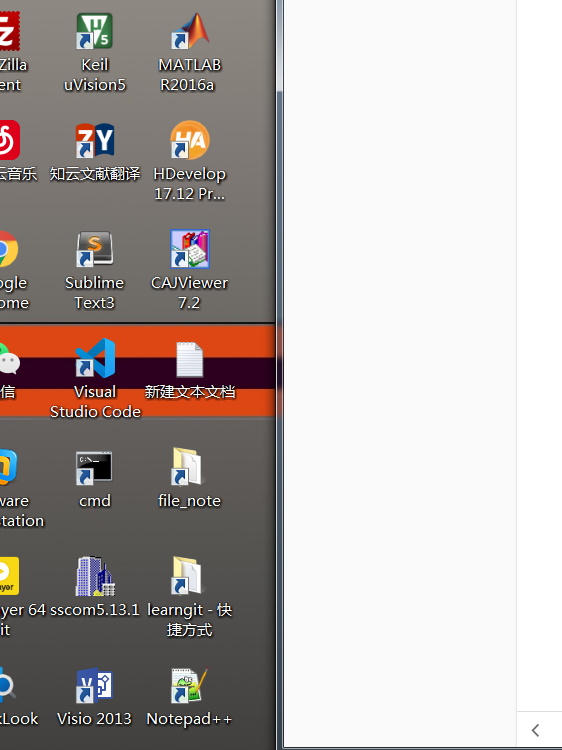 Zilla
ent
Keil
uVision5
MATLAB
R2016a
云音乐
知云文献翻译
HDevelop
17.12 Pr...
ogle
ome
Sublime
Text3
CAJViewer
7.2
信
Visual
Studio Code
新建文本文档
ware
station
cmd
file_note
yer 64
it
sscom5.13.1
learngit - 快
捷方式
kLook
Visio 2013
Notepad++